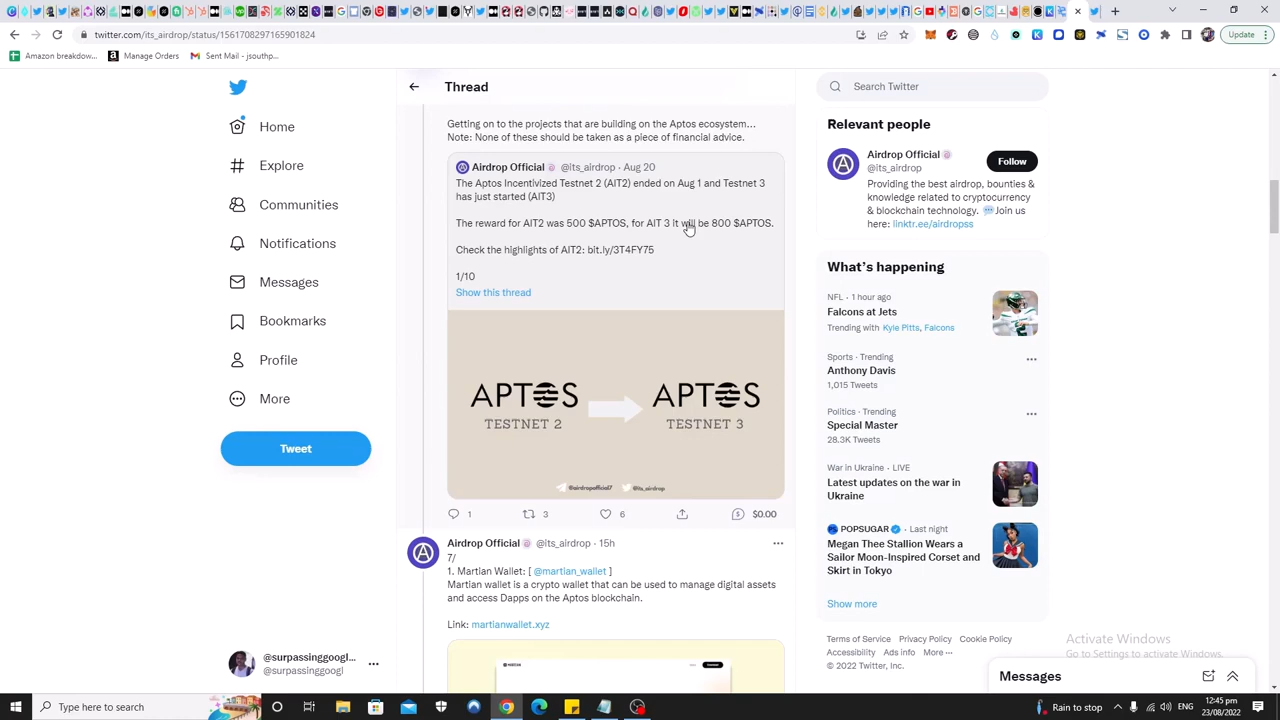 twitter.com/its_airdrop/status/1561708297165901824
Update
Amazon breakdow...
Manage Orders
Sent Mail - jsouthp...
Home
Explore
Communities
Notifications
Messages
Bookmarks
Profile
More
Tweet
@surpassinggoogl...
@surpassinggoogl
Thread
Getting on to the projects that are building on the Aptos ecosystem...
Note: None of these should be taken as a piece of financial advice.
Airdrop Official @its_airdrop · Aug 20
The Aptos Incentivized Testnet 2 (AIT2) ended on Aug 1 and Testnet 3
has just started (AIT3)
The reward for AIT2 was 500 $APTOS, for AIT 3 it will be 800 $APTOS.
Check the highlights of AIT2: bit.ly/3T4FY75
1/10
Show this thread
APTOS APTOS
TESTNET 2 TESTNET 3
@airdropofficial7 @its_airdrop
1 3 6 $0.00
Airdrop Official @its_airdrop · 15h
7/
1. Martian Wallet: [ @martian_wallet ]
Martian wallet is a crypto wallet that can be used to manage digital assets
and access Dapps on the Aptos blockchain.
Link: martianwallet.xyz
Search Twitter
Relevant people
Airdrop Official
@its_airdrop
Follow
Providing the best airdrop, bounties &
knowledge related to cryptocurrency
& blockchain technology. Join us
here: linktr.ee/airdropss
What's happening
NFL · 1 hour ago
Falcons at Jets
Trending with Kyle Pitts, Falcons
Sports · Trending
Anthony Davis
1,015 Tweets
Politics · Trending
Special Master
28.3K Tweets
War in Ukraine · LIVE
Latest updates on the war in
Ukraine
POPSUGAR · Last night
Megan Thee Stallion Wears a
Sailor Moon-Inspired Corset and
Skirt in Tokyo
Show more
Terms of Service Privacy Policy Cookie Policy
Accessibility Ads info More ...
© 2022 Twitter, Inc.
Activate Windows
Go to Settings to activate Windows.
Messages
Type here to search
Rain to stop
12:45 pm
23/08/2022